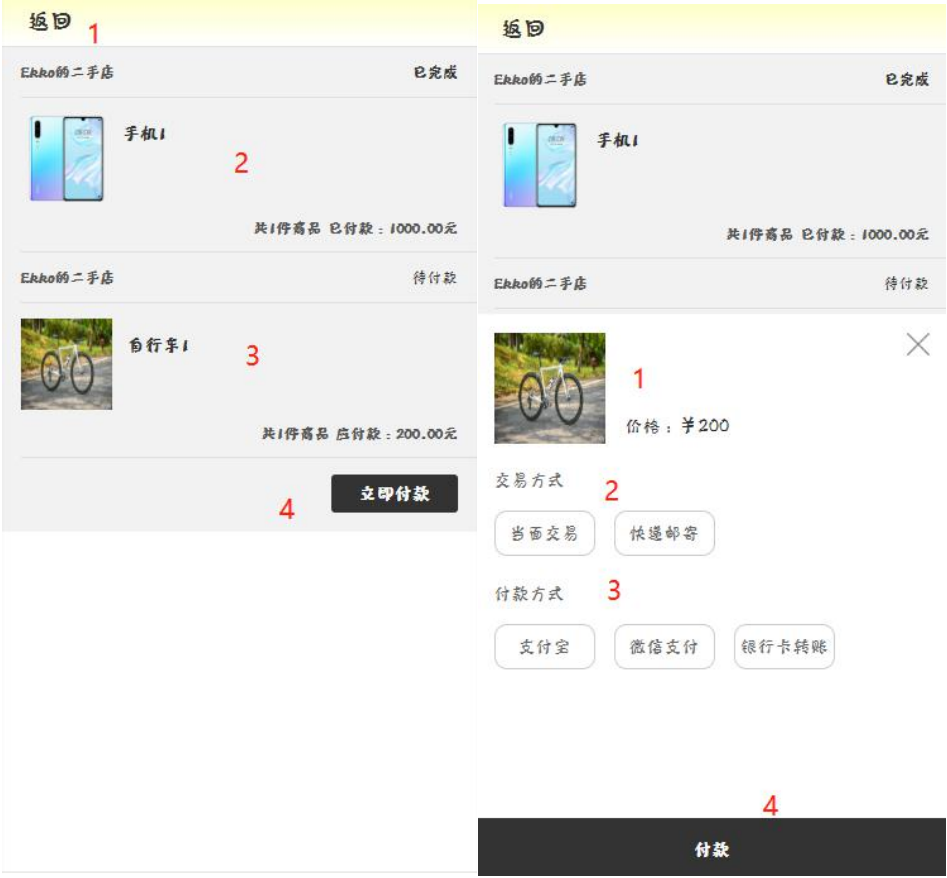 返回
1
Ekko的二手店 已完成
手机1
2
共1件商品 已付款：1000.00元
Ekko的二手店 待付款
自行车1
3
共1件商品 应付款：200.00元
4
立即付款
返回
Ekko的二手店 已完成
手机1
共1件商品 已付款：1000.00元
Ekko的二手店 待付款
1
价格：￥200
交易方式
2
当面交易 快递邮寄
付款方式
3
支付宝 微信支付 银行卡转账
4
付款